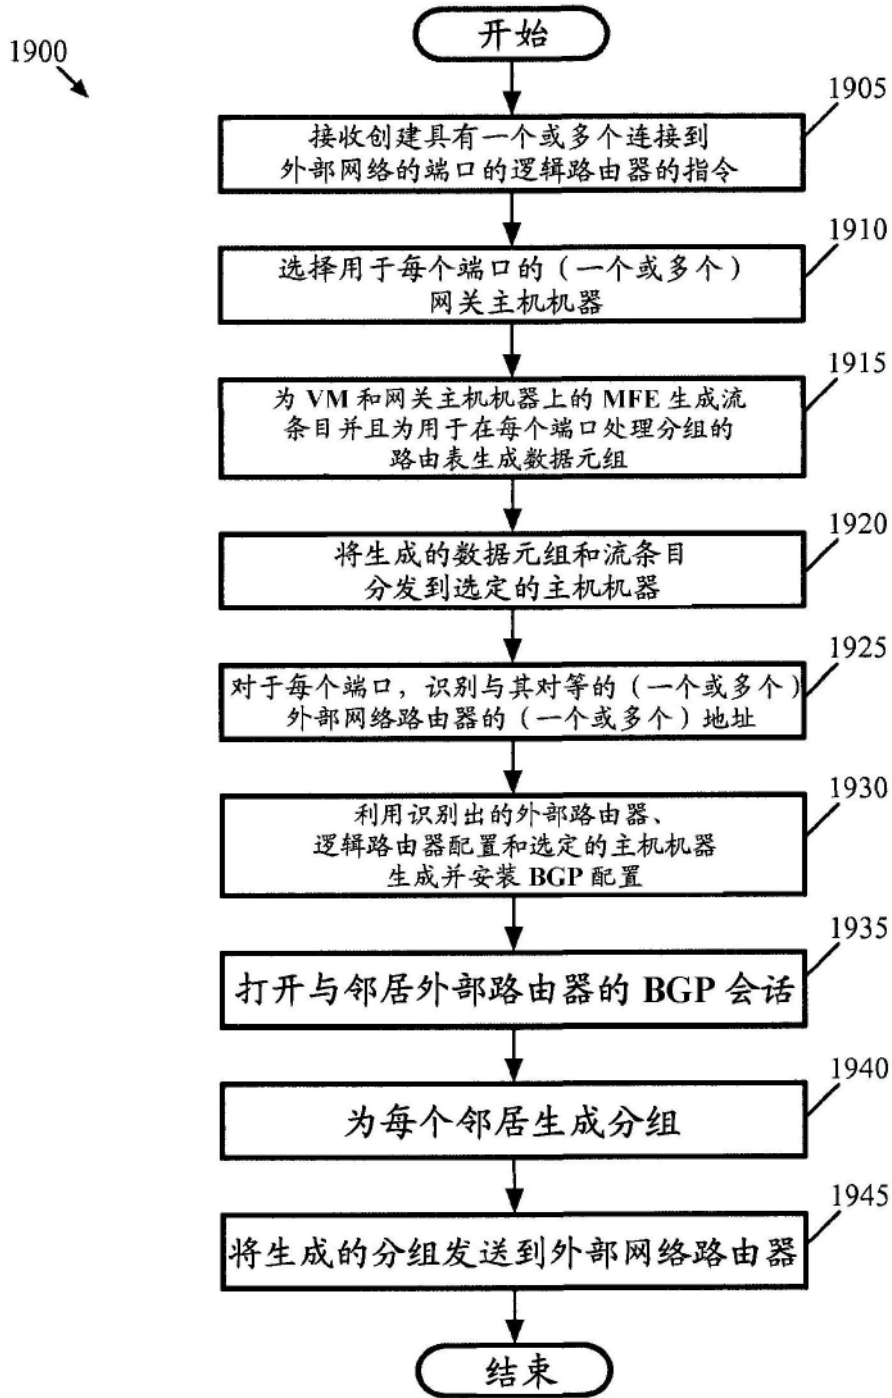 1900
开始
1905
接收创建具有一个或多个连接到
外部网络的端口的逻辑路由器的指令
1910
选择用于每个端口的（一个或多个）
网关主机机器
1915
为 VM 和网关主机机器上的 MFE 生成流
条目并且为用于在每个端口处理分组的
路由表生成数据元组
1920
将生成的数据元组和流条目
分发到选定的主机机器
1925
对于每个端口，识别与其对等的（一个或多个）
外部网络路由器的（一个或多个）地址
1930
利用识别出的外部路由器、
逻辑路由器配置和选定的主机机器
生成并安装 BGP 配置
1935
打开与邻居外部路由器的 BGP 会话
1940
为每个邻居生成分组
1945
将生成的分组发送到外部网络路由器
结束